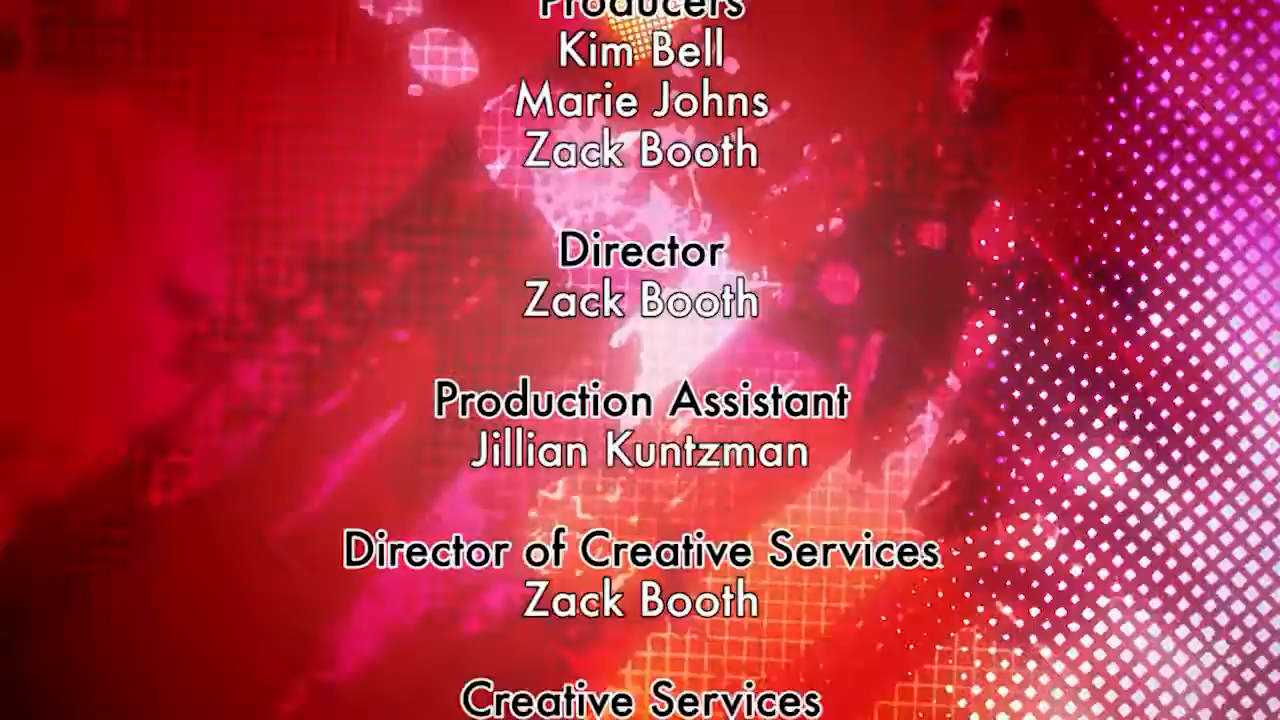 Producers
Kim Bell
Marie Johns
Zack Booth
Director
Zack Booth
Production Assistant
Jillian Kuntzman
Director of Creative Services
Zack Booth
Creative Services